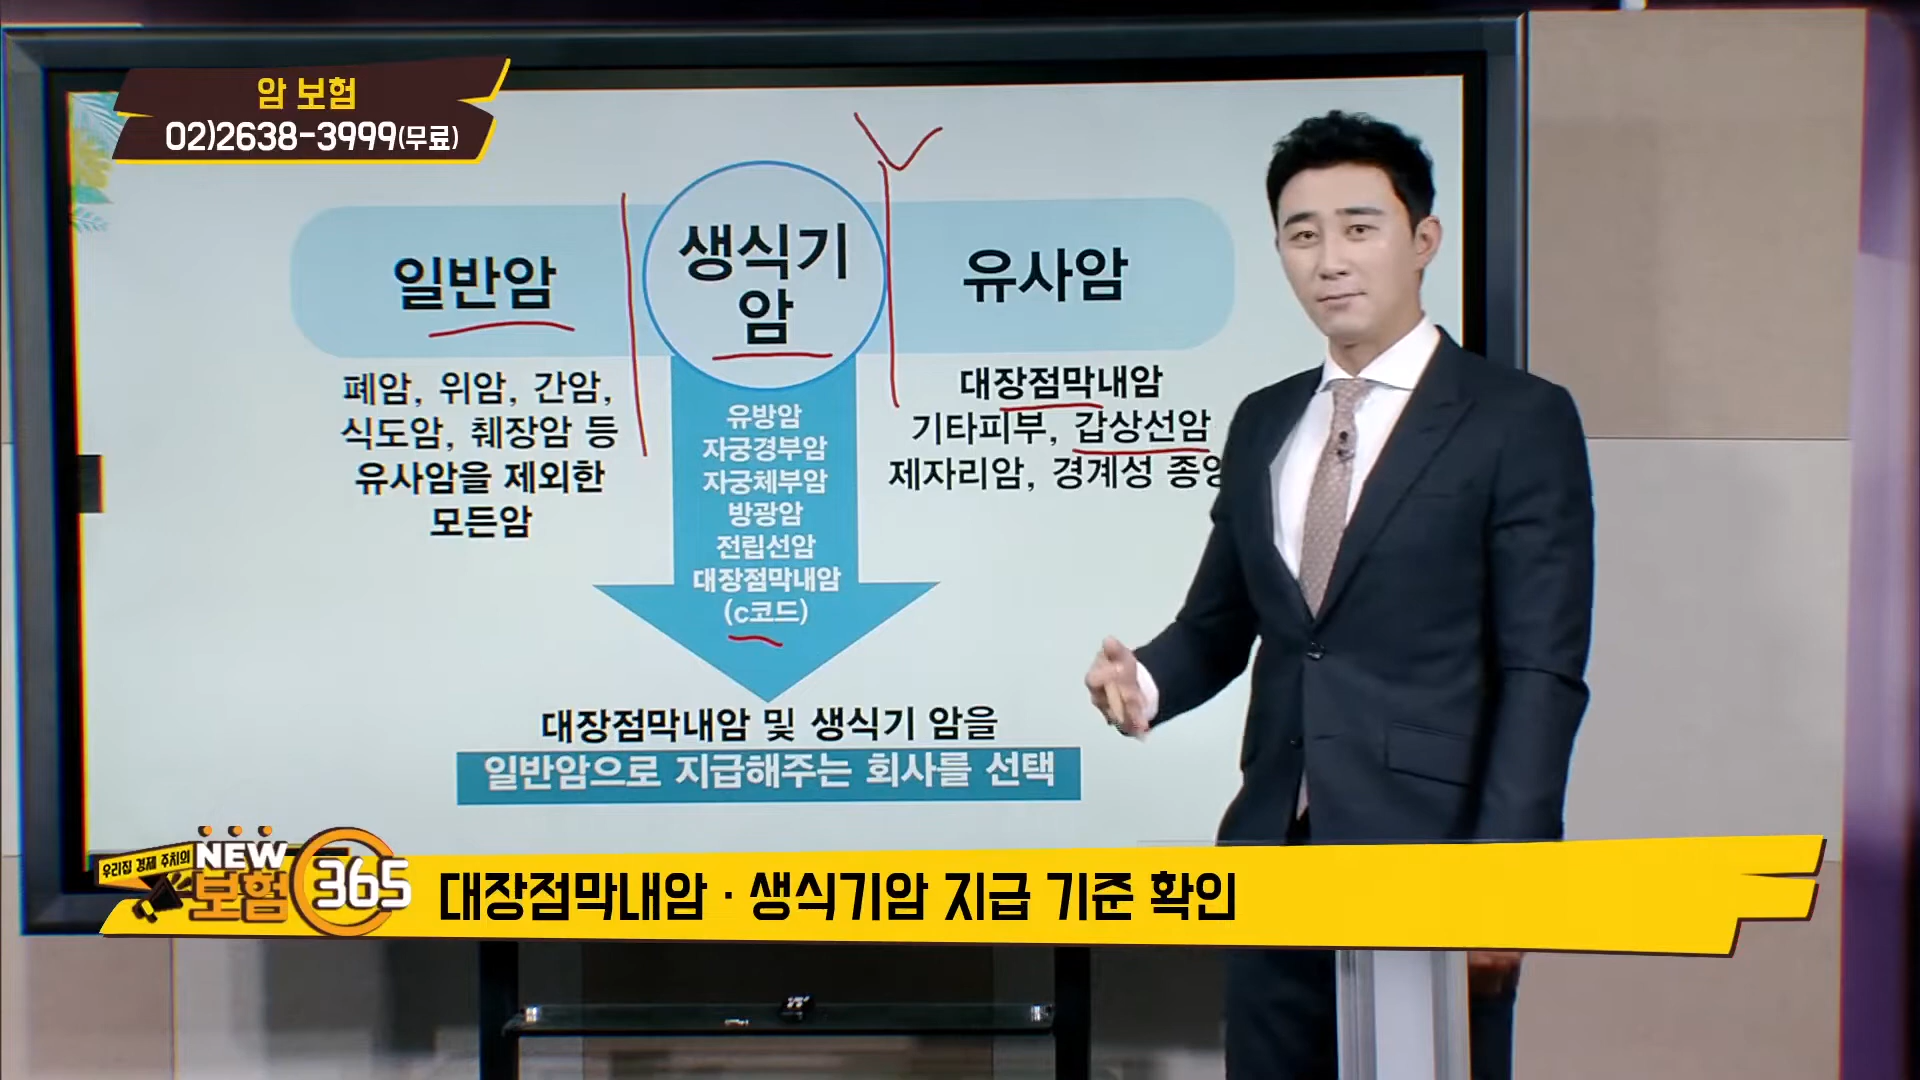 암 보험
02)2638-3999(무료)
일반암
생식기
암
유사암
폐암, 위암, 간암,
식도암, 췌장암 등
유사암을 제외한
모든암
유방암
자궁경부암
자궁체부암
방광암
전립선암
대장점막내암
(c코드)
대장점막내암
기타피부, 갑상선암
제자리암, 경계성
대장점막내암 및 생식기 암을
일반암으로 지급해주는 회사를 선택
우리집 경제 주치의
NEW
보험 365
대장점막내암 · 생식기암 지급 기준 확인